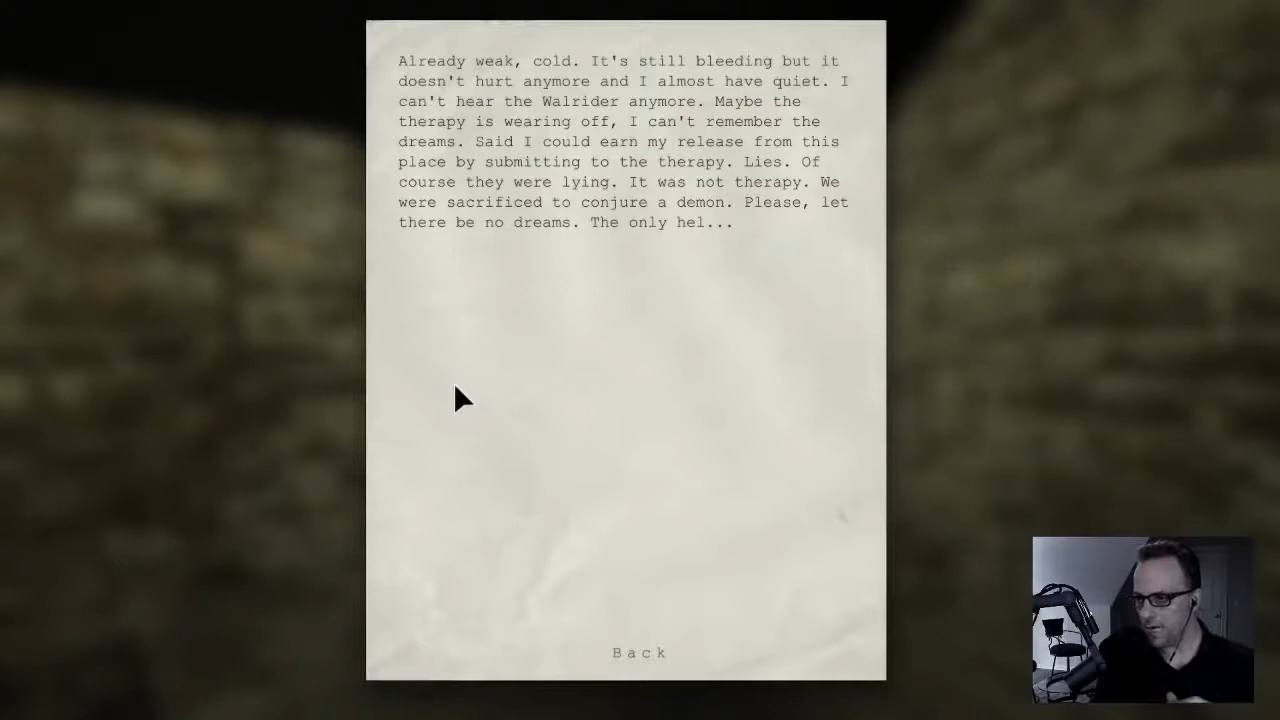 Already weak, cold. It's still bleeding but it
doesn't hurt anymore and I almost have quiet. I
can't hear the Walrider anymore. Maybe the
therapy is wearing off, I can't remember the
dreams. Said I could earn my release from this
place by submitting to the therapy. Lies. Of
course they were lying. It was not therapy. We
were sacrificed to conjure a demon. Please, let
there be no dreams. The only hel...
Back